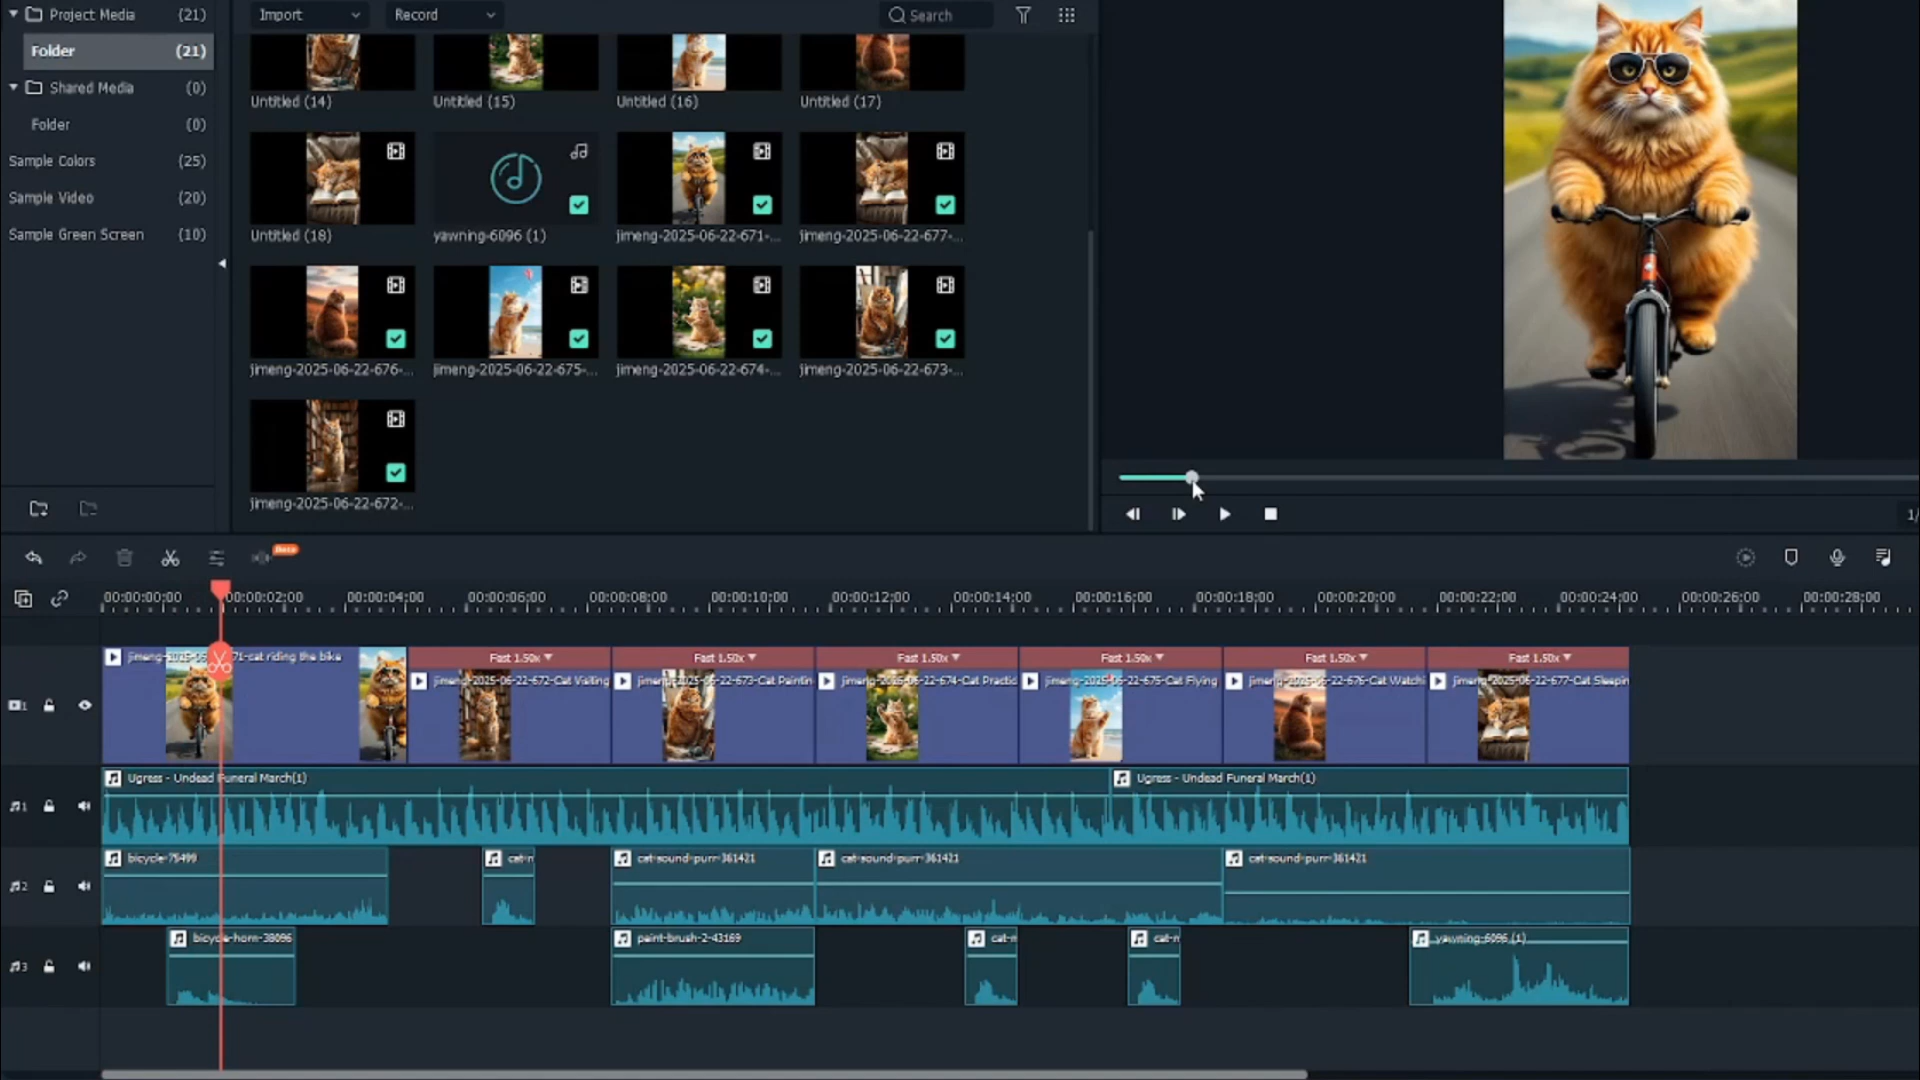 Project Media (21)
Folder (21)
Shared Media (0)
Folder (0)
Sample Colors (25)
Sample Video (20)
Sample Green Screen (10)
Import Record Search
Untitled (14) Untitled (15) Untitled (16) Untitled (17)
Untitled (18) yawning-6096 (1) jimeng-2025-06-22-671-... jimeng-2025-06-22-677-...
jimeng-2025-06-22-676-... jimeng-2025-06-22-675-... jimeng-2025-06-22-674-... jimeng-2025-06-22-673-...
jimeng-2025-06-22-672-...
1/
Beta
00:00:00:00 00:00:02:00 00:00:04:00 00:00:06:00 00:00:08:00 00:00:10:00 00:00:12:00 00:00:14:00 00:00:16:00 00:00:18:00 00:00:20:00 00:00:22:00 00:00:24:00 00:00:26:00 00:00:28:00
71-cat riding the bike Fast 1.50x Fast 1.50x Fast 1.50x Fast 1.50x Fast 1.50x Fast 1.50x
jimeng-2025-06-22-672-Cat Visiting jimeng-2025-06-22-673-Cat Paintin jimeng-2025-06-22-674-Cat Practic jimeng-2025-06-22-675-Cat Flying jimeng-2025-06-22-676-Cat Watchi jimeng-2025-06-22-677-Cat Sleepin
1
Ugress - Undead Funeral March(1) Ugress - Undead Funeral March(1)
1
bicycle-75499 cat-m cat-sound-purr-361421 cat-sound-purr-361421 cat-sound-purr-361421
2
bicycle-horn-38096 paint-brush-2-43169 cat-m cat-m yawning-6096 (1)
3